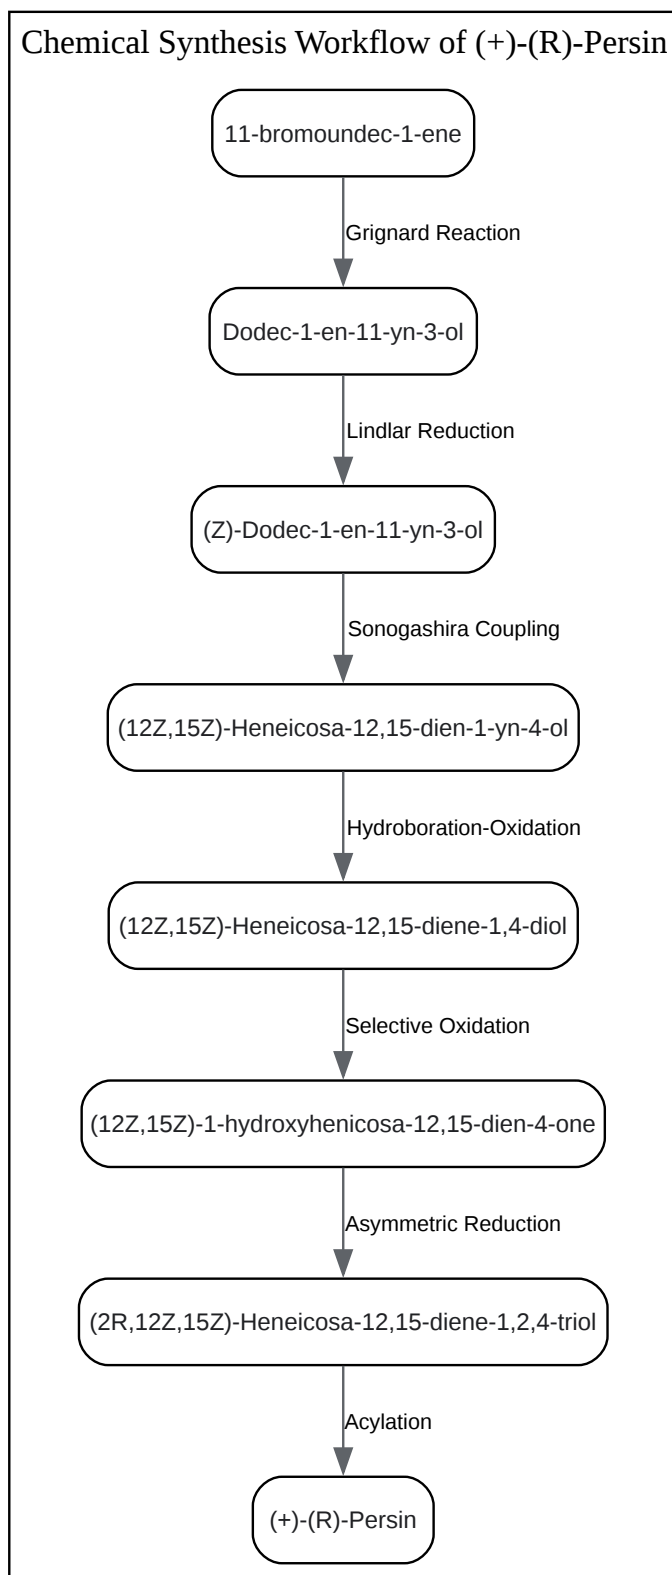 Chemical Synthesis Workflow of (+)-(R)-Persin
11-bromoundec-1-ene
Grignard Reaction
Dodec-1-en-11-yn-3-ol
Lindlar Reduction
(Z)-Dodec-1-en-11-yn-3-ol
Sonogashira Coupling
(12Z,15Z)-Heneicosa-12,15-dien-1-yn-4-ol
Hydroboration-Oxidation
(12Z,15Z)-Heneicosa-12,15-diene-1,4-diol
Selective Oxidation
(12Z,15Z)-1-hydroxyhenicosa-12,15-dien-4-one
Asymmetric Reduction
(2R,12Z,15Z)-Heneicosa-12,15-diene-1,2,4-triol
Acylation
(+)-(R)-Persin